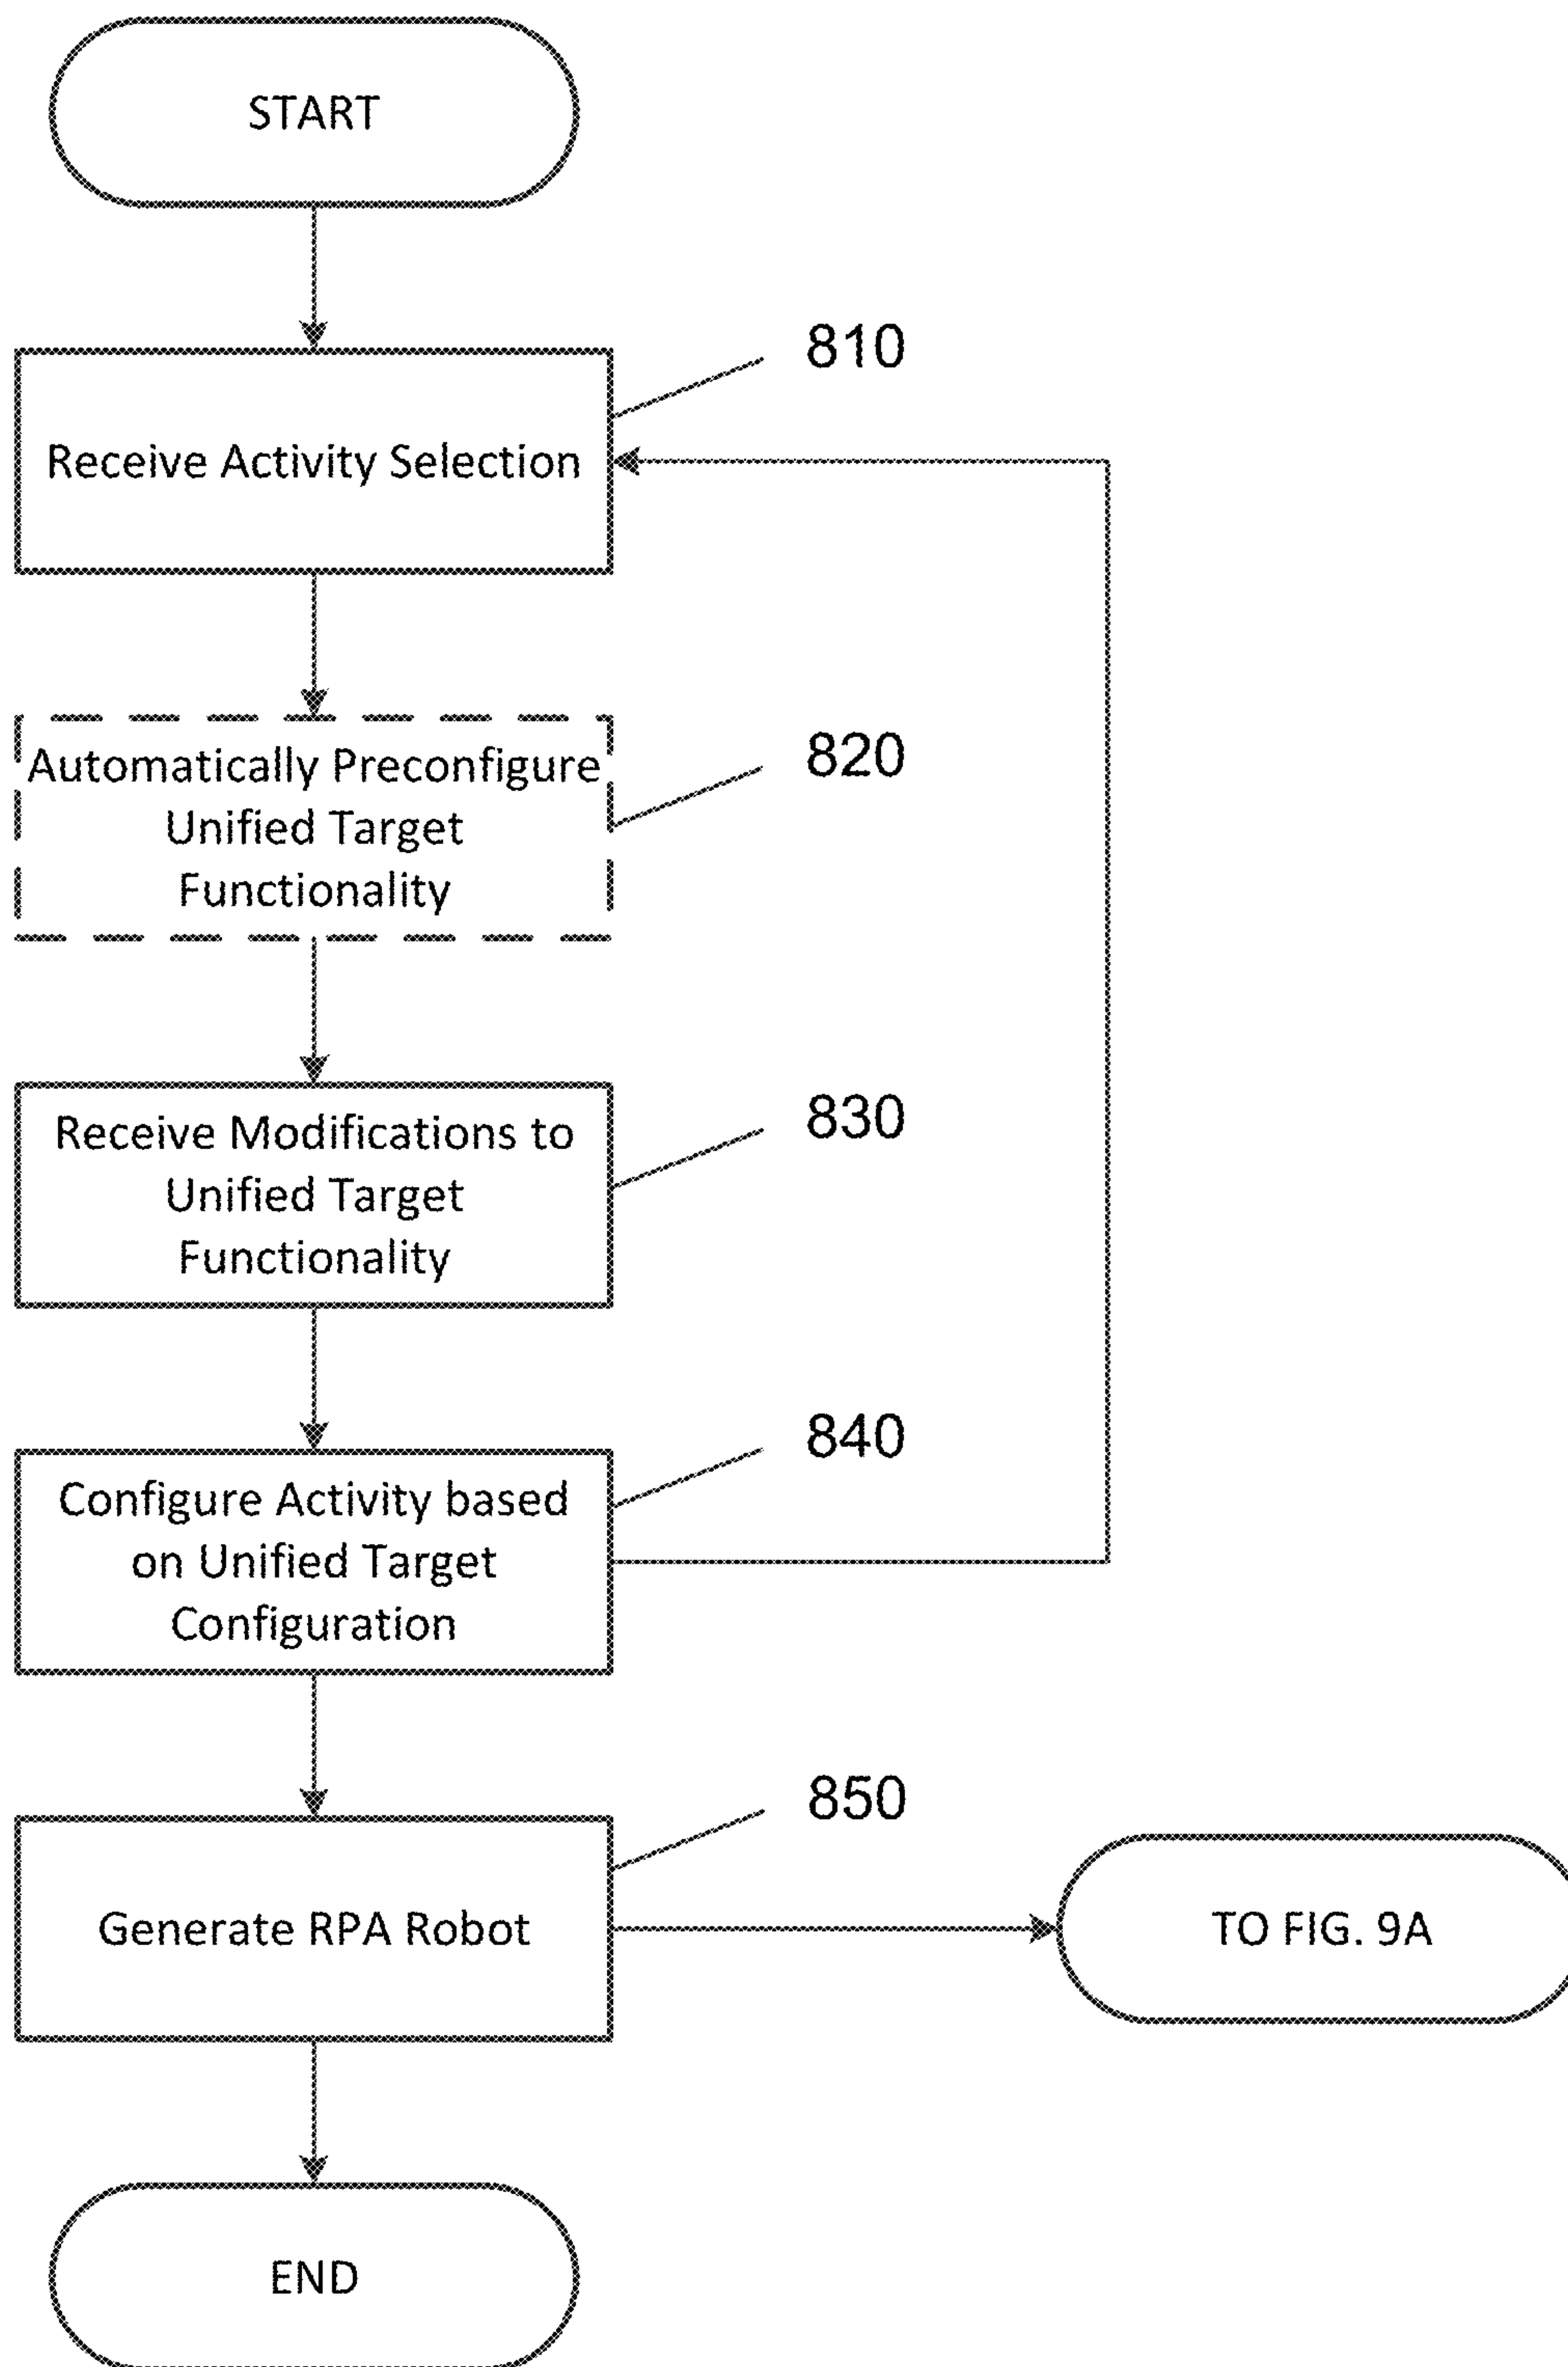 START
810
Receive Activity Selection
820
Automatically Preconfigure
Unified Target
Functionality
830
Receive Modifications to
Unified Target
Functionality
840
Configure Activity based
on Unified Target
Configuration
850
Generate RPA Robot
TO FIG. 9A
END